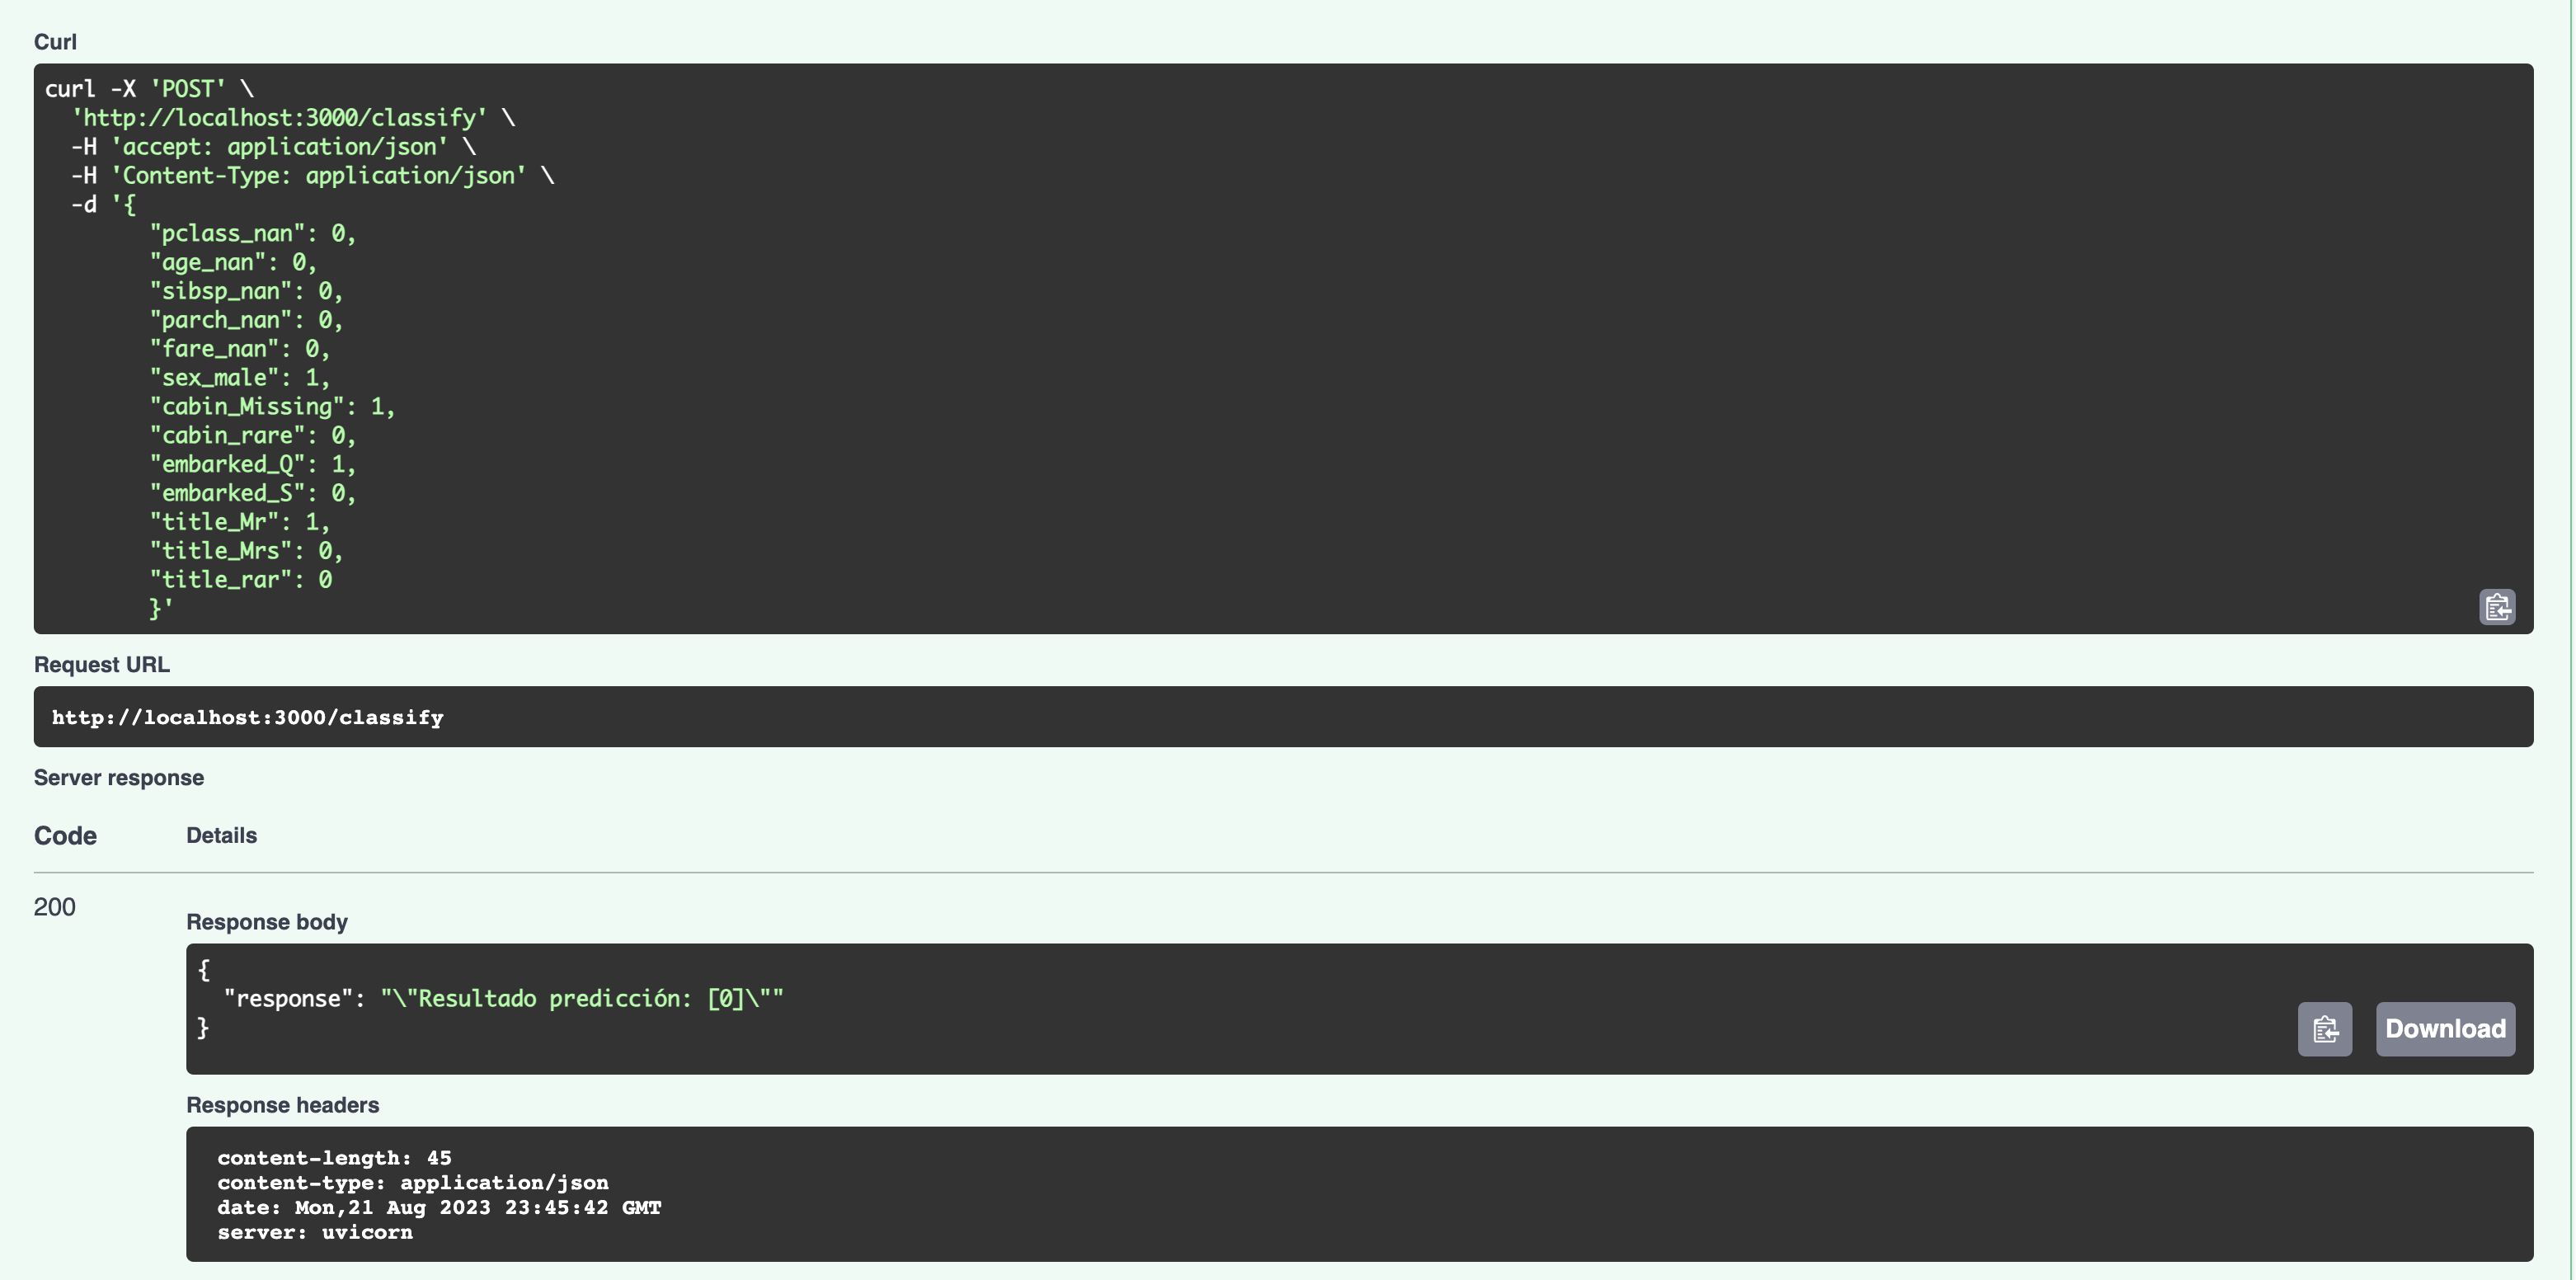 Curl
curl -X 'POST' \
  'http://localhost:3000/classify' \
  -H 'accept: application/json' \
  -H 'Content-Type: application/json' \
  -d '{
        "pclass_nan": 0,
        "age_nan": 0,
        "sibsp_nan": 0,
        "parch_nan": 0,
        "fare_nan": 0,
        "sex_male": 1,
        "cabin_Missing": 1,
        "cabin_rare": 0,
        "embarked_Q": 1,
        "embarked_S": 0,
        "title_Mr": 1,
        "title_Mrs": 0,
        "title_rar": 0
        }'
Request URL
http://localhost:3000/classify
Server response
Code Details
200
Response body
{
  "response": "\"Resultado predicción: [0]\""
}
Download
Response headers
content-length: 45
content-type: application/json
date: Mon,21 Aug 2023 23:45:42 GMT
server: uvicorn